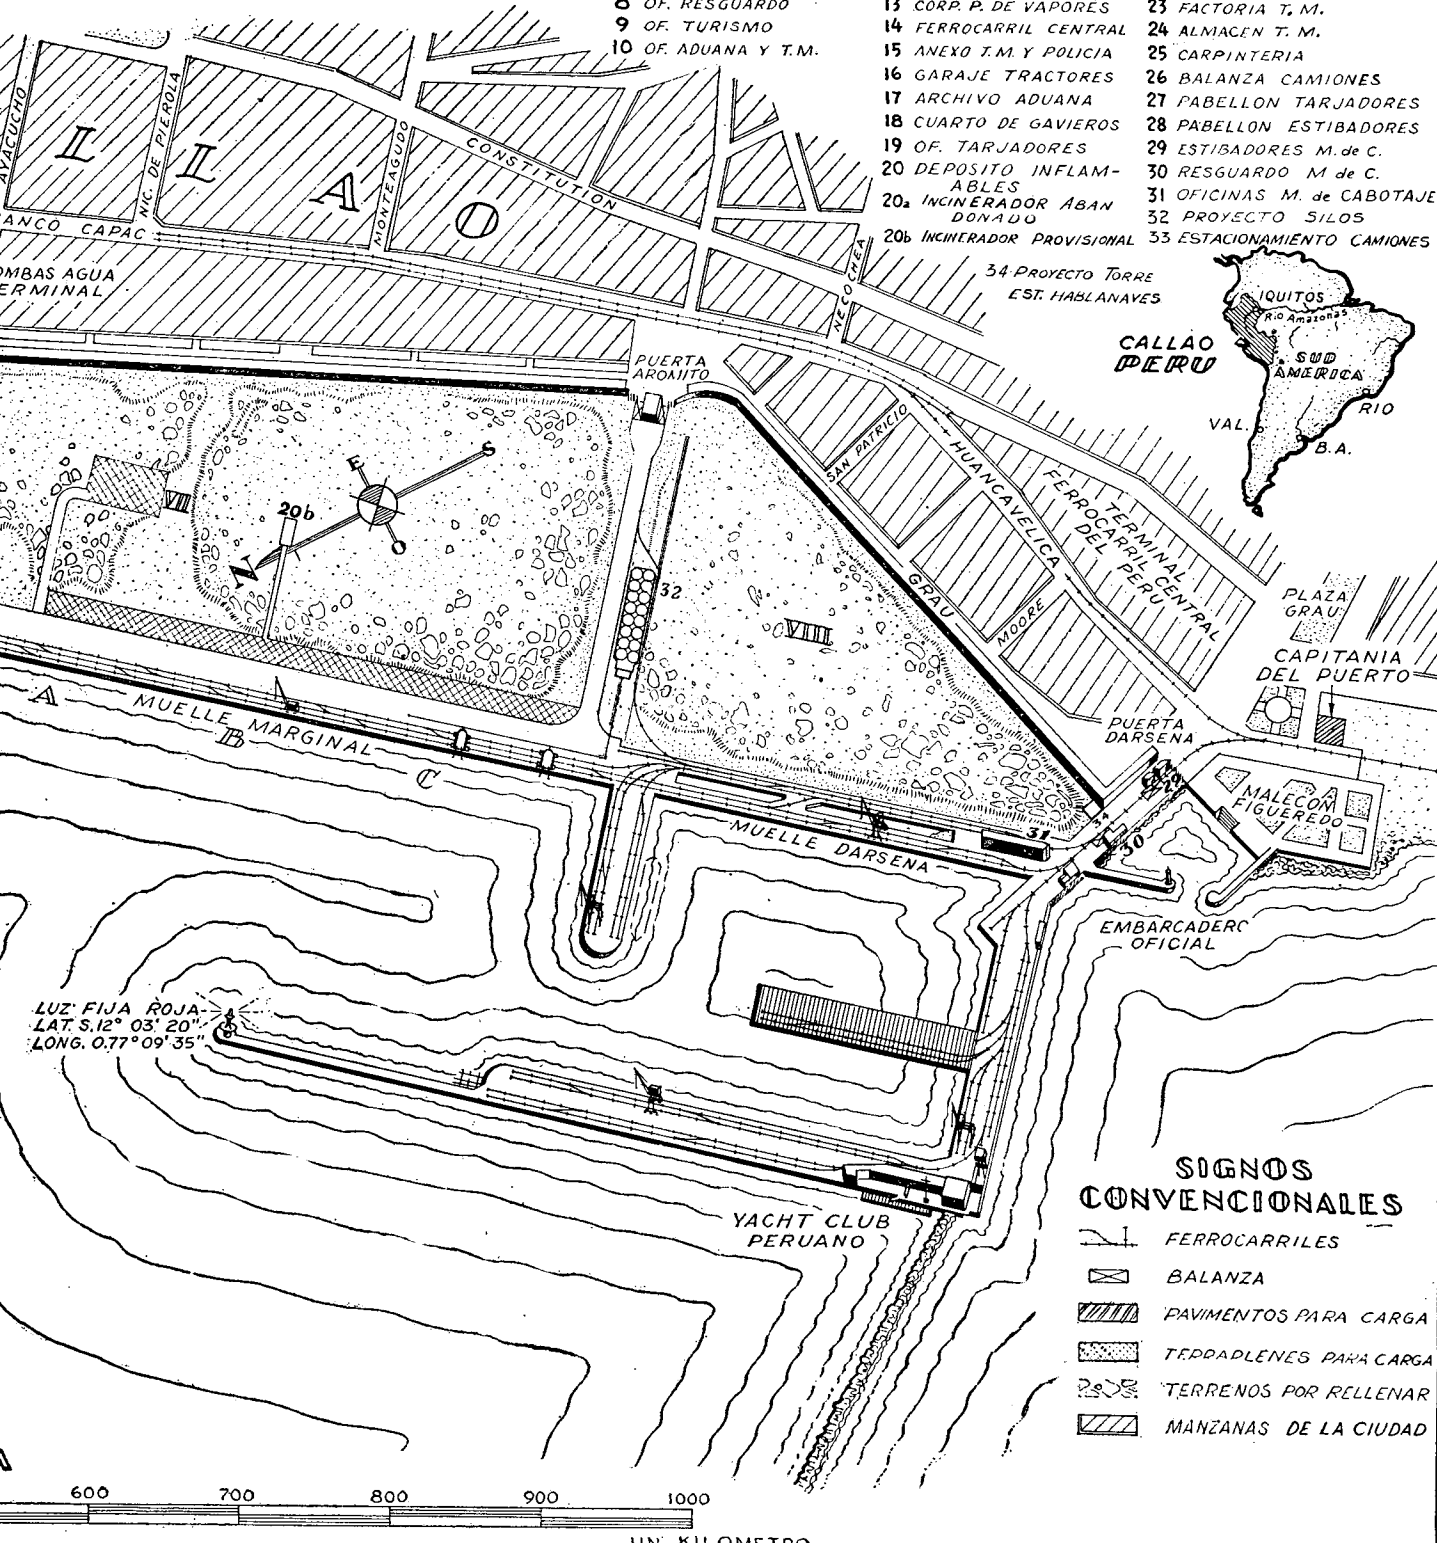 8 OF. RESGUARDO
9 OF. TURISMO
10 OF. ADUANA Y T.M.
13 CORP. P. DE VAPORES
14 FERROCARRIL CENTRAL
15 ANEXO T.M. Y POLICIA
16 GARAJE TRACTORES
17 ARCHIVO ADUANA
18 CUARTO DE GAVIEROS
19 OF. TARJADORES
20 DEPOSITO INFLAM-
ABLES
20a INCINERADOR ABAN
DONADO
20b INCINERADOR PROVISIONAL
23 FACTORIA T. M.
24 ALMACEN T. M.
25 CARPINTERIA
26 BALANZA CAMIONES
27 PABELLON TARJADORES
28 PABELLON ESTIBADORES
29 ESTIBADORES M. de C.
30 RESGUARDO M de C.
31 OFICINAS M. de CABOTAJE
32 PROYECTO SILOS
33 ESTACIONAMIENTO CAMIONES
34 PROYECTO TORRE
EST. HABLANAVES
IQUITOS
Rio Amazonas
CALLAO
PERU
SUD
AMERICA
RIO
VAL.
B.A.
L L A O
AYACUCHO
NIC. DE PIEROLA
MONTEAGUDO
CONSTITUTION
ANCO CAPAC
NECOCHEA
OMBAS AGUA
ERMINAL
PUERTA
AROMITO
SAN PATRICIO
HUANCAVELICA
TERMINAL
FERROCARRIL CENTRAL
DEL
PERU
GRAU
MOORE
E
S
N
O
20b
VII
32
VIII
PLAZA
GRAU
CAPITANIA
DEL PUERTO
PUERTA
DARSENA
MALECON
FIGUEREDO
A
MUELLE MARGINAL
B
C
MUELLE DARSENA
31
30
EMBARCADERO
OFICIAL
LUZ FIJA ROJA
LAT. S. 12° 03' 20"
LONG. O. 77° 09' 35"
YACHT CLUB
PERUANO
SIGNOS
CONVENCIONALES
FERROCARRILES
BALANZA
PAVIMENTOS PARA CARGA
TERRAPLENES PARA CARGA
TERRENOS POR RELLENAR
MANZANAS DE LA CIUDAD
A
600 700 800 900 1000
UN KILOMETRO